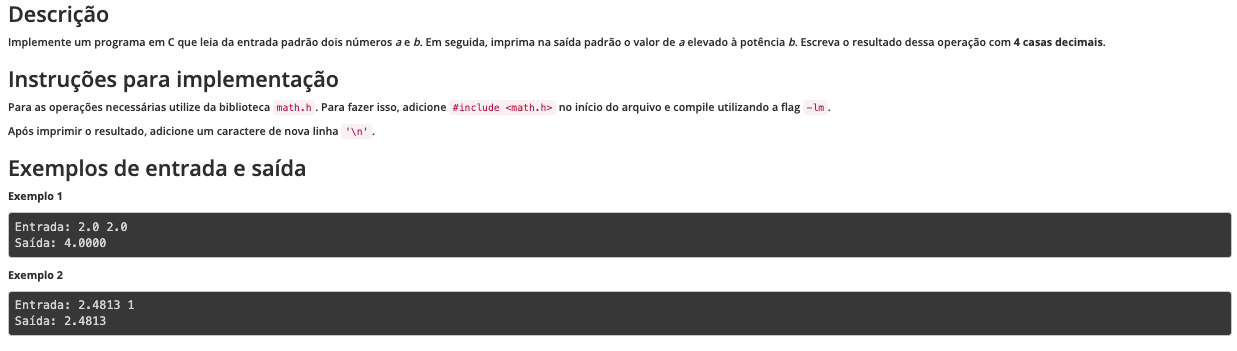 Descrição
Implemente um programa em C que leia da entrada padrão dois números a e b. Em seguida, imprima na saída padrão o valor de a elevado à potência b. Escreva o resultado dessa operação com 4 casas decimais.
Instruções para implementação
Para as operações necessárias utilize da biblioteca math.h. Para fazer isso, adicione #include <math.h> no início do arquivo e compile utilizando a flag -lm.
Após imprimir o resultado, adicione um caractere de nova linha '\n'.
Exemplos de entrada e saída
Exemplo 1
Entrada: 2.0 2.0
Saída: 4.0000
Exemplo 2
Entrada: 2.4813 1
Saída: 2.4813